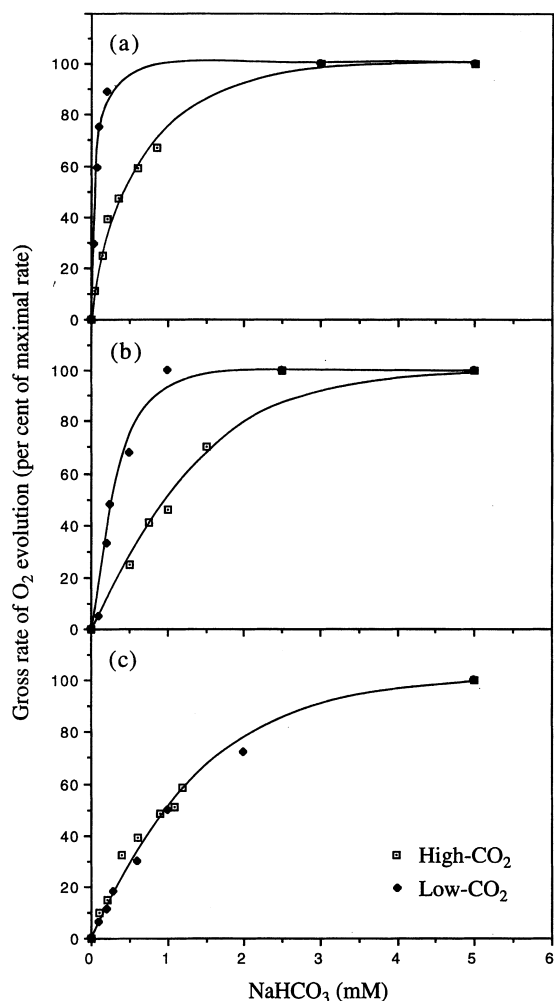 (a)
100
80
60
40
20
0
(b)
100
80
60
40
20
0
(c)
100
80
60
40
20
0
High-CO₂
Low-CO₂
0 1 2 3 4 5 6
NaHCO₃ (mM)
Gross rate of O₂ evolution (per cent of maximal rate)